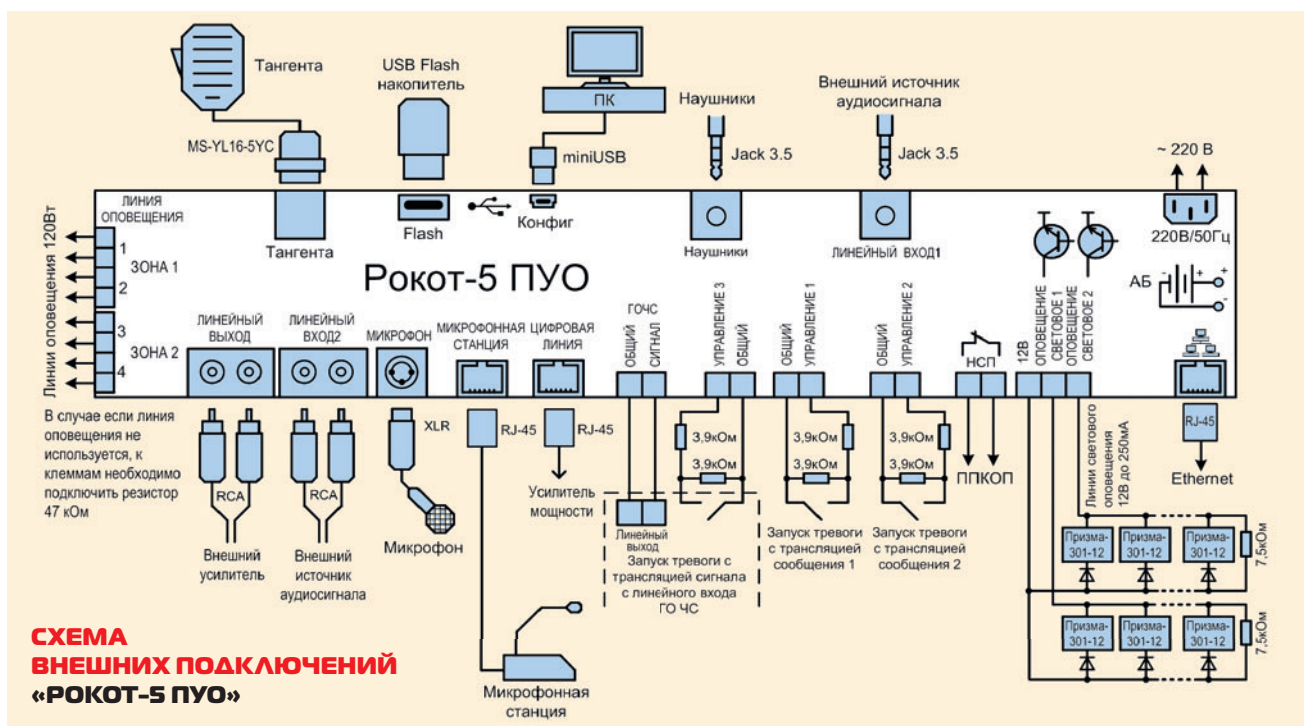 Тангента
USB Flash
накопитель
ПК
Наушники
Внешний источник
аудиосигнала
MS-YL16-5YC
miniUSB
Jack 3.5
Jack 3.5
~ 220 В
ЛИНИЯ
ОПОВЕЩЕНИЯ
Тангента
Flash
Конфиг
Наушники
ЛИНЕЙНЫЙ ВХОД1
220В/50Гц
Линии оповещения 120Вт
1
ЗОНА 1
2
3
ЗОНА 2
4
Рокот-5 ПУО
АБ
- + +
-
ЛИНЕЙНЫЙ
ВЫХОД
ЛИНЕЙНЫЙ
ВХОД2
МИКРОФОН
МИКРОФОННАЯ
СТАНЦИЯ
ЦИФРОВАЯ
ЛИНИЯ
ГОЧС
ОБЩИЙ
СИГНАЛ
УПРАВЛЕНИЕ 3
ОБЩИЙ
ОБЩИЙ
УПРАВЛЕНИЕ 1
ОБЩИЙ
УПРАВЛЕНИЕ 2
НСП
12В
ОПОВЕЩЕНИЕ
СВЕТОВОЕ 1
ОПОВЕЩЕНИЕ
СВЕТОВОЕ 2
В случае если линия
оповещения не
используется, к
клеммам необходимо
подключить резистор
47 кОм
RCA
RCA
XLR
RJ-45
RJ-45
3,9кОм
3,9кОм
3,9кОм
3,9кОм
3,9кОм
3,9кОм
ППКОП
Линии светового
оповещения
12В до 250мА
RJ-45
Ethernet
Внешний
усилитель
Внешний
источник
аудиосигнала
Микрофон
Усилитель
мощности
Линейный
выход
Запуск тревоги с
трансляцией сигнала
с линейного входа
ГО ЧС
Запуск тревоги
с трансляцией
сообщения 1
Запуск тревоги
с трансляцией
сообщения 2
Призма-
301-12
Призма-
301-12
Призма-
301-12
7,5кОм
Призма-
301-12
Призма-
301-12
Призма-
301-12
7,5кОм
Микрофонная
станция
СХЕМА
ВНЕШНИХ ПОДКЛЮЧЕНИЙ
«РОКОТ-5 ПУО»